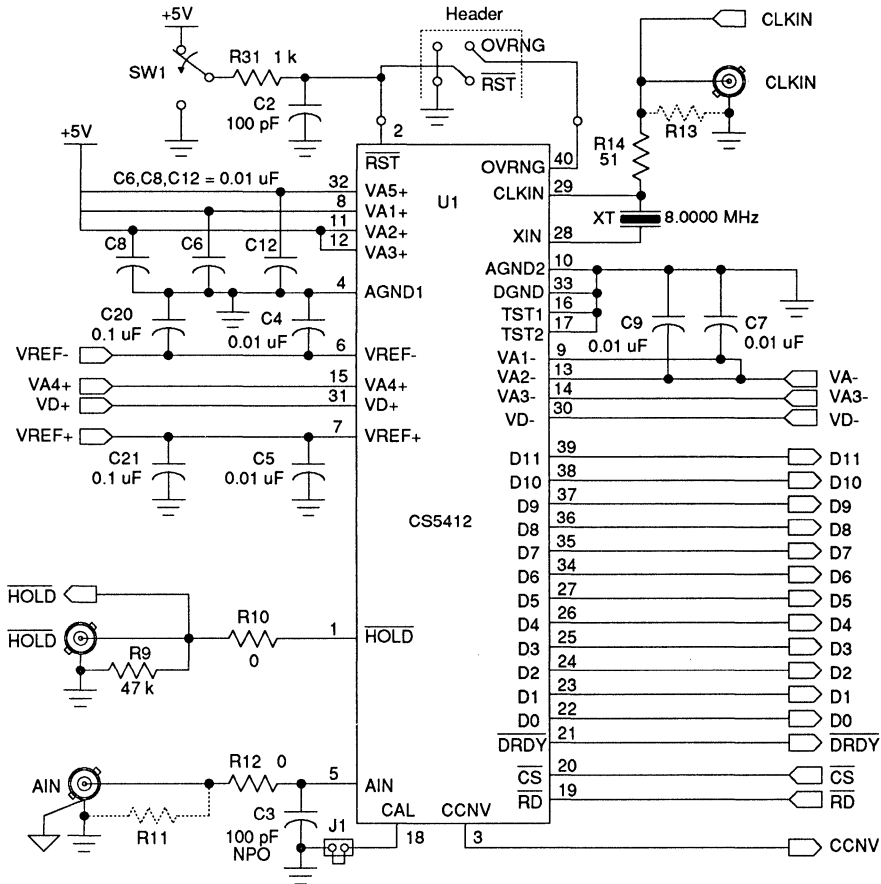 +5V
Header
CLKIN
R31 1 k
OVRNG
SW1
RST
CLKIN
C2
100 pF
R13
+5V
2
R14
51
RST
OVRNG
40
C6,C8,C12 = 0.01 uF
32
VA5+
U1
CLKIN
29
8
VA1+
11
VA2+
XT
8.0000 MHz
C8
C6
C12
12
VA3+
XIN
28
4
AGND1
AGND2
10
DGND
33
C20
0.1 uF
C4
0.01 uF
TST1
16
TST2
17
C9
0.01 uF
C7
0.01 uF
VREF-
6
VREF-
VA1-
9
VA4+
15
VA4+
VA2-
13
VA-
VD+
31
VD+
VA3-
14
VA3-
VD-
30
VD-
VREF+
7
VREF+
C21
0.1 uF
C5
0.01 uF
D11
39
D11
D10
38
D10
D9
37
D9
CS5412
D8
36
D8
D7
35
D7
D6
34
D6
HOLD
D5
27
D5
R10
0
D4
26
D4
HOLD
1
HOLD
D3
25
D3
R9
47 k
D2
24
D2
D1
23
D1
D0
22
D0
DRDY
21
DRDY
R12 0
CS
20
CS
AIN
5
AIN
RD
19
RD
R11
C3
100 pF
NPO
J1
CAL
18
CCNV
3
CCNV